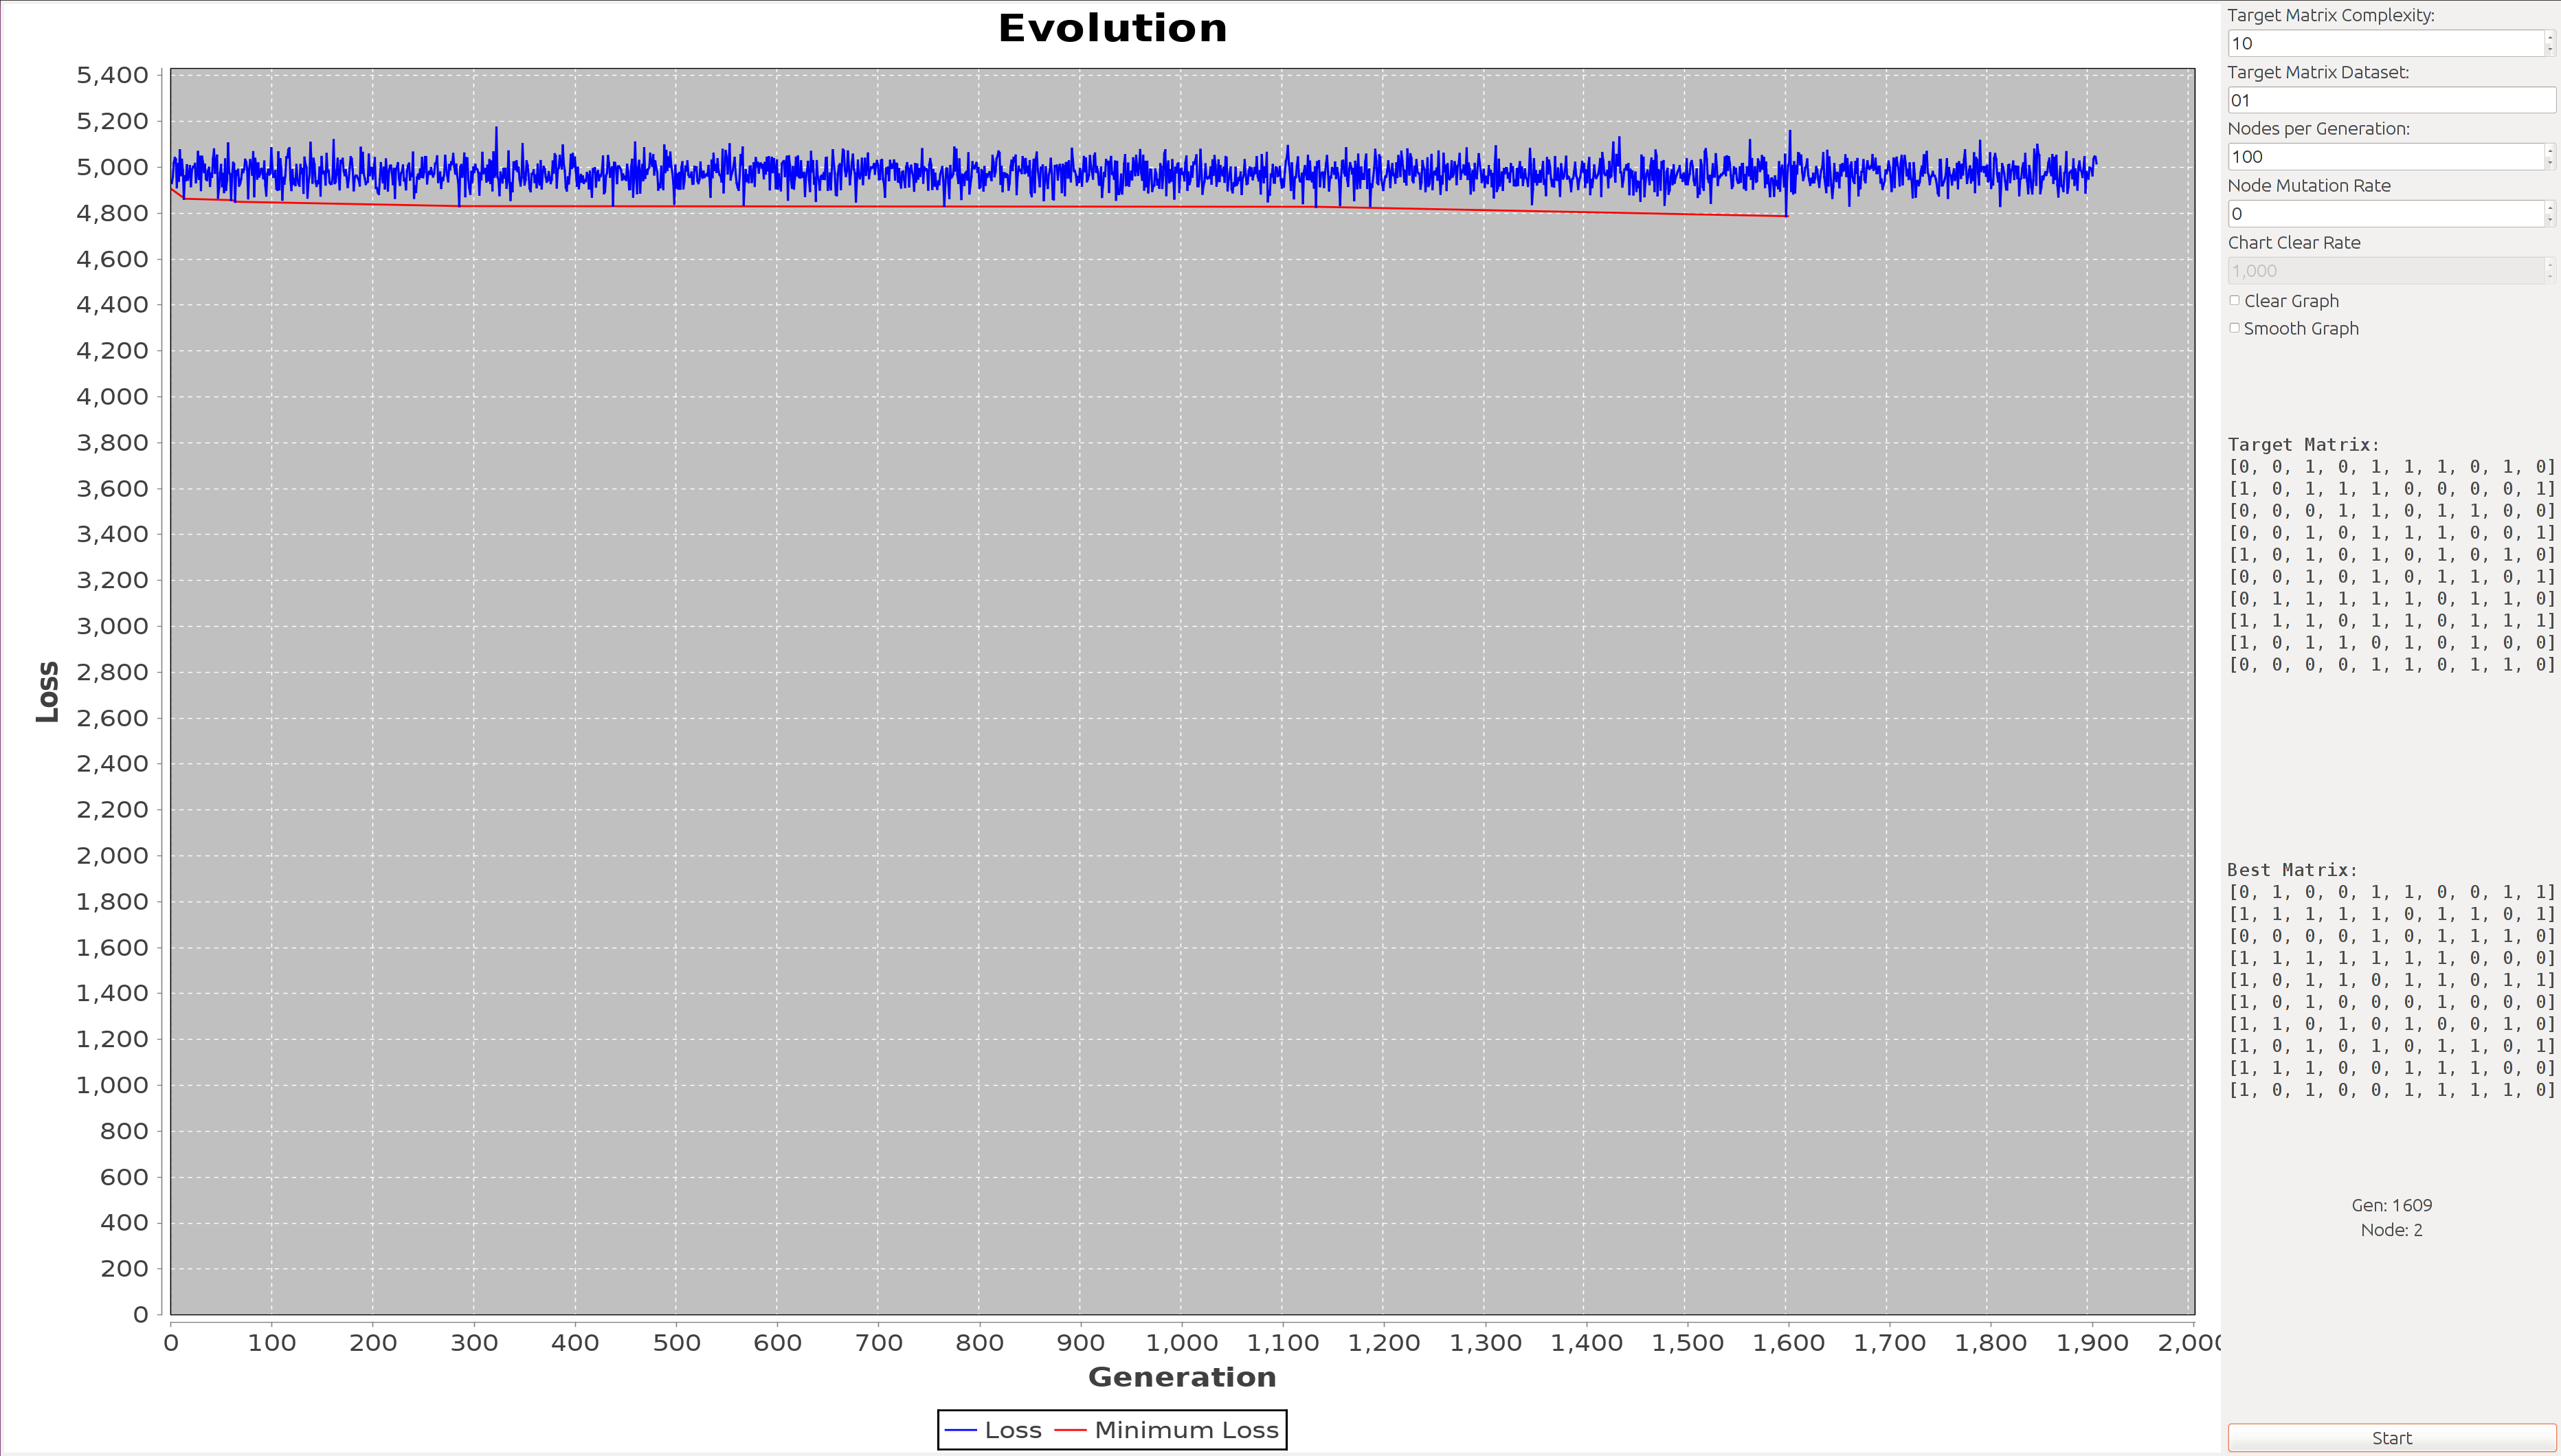 Evolution
5,400
5,200
5,000
4,800
4,600
4,400
4,200
4,000
3,800
3,600
3,400
3,200
3,000
2,800
2,600
2,400
2,200
2,000
1,800
1,600
1,400
1,200
1,000
800
600
400
200
0
Loss
0 100 200 300 400 500 600 700 800 900 1,000 1,100 1,200 1,300 1,400 1,500 1,600 1,700 1,800 1,900 2,000
Generation
Loss Minimum Loss
Target Matrix Complexity:
10
Target Matrix Dataset:
01
Nodes per Generation:
100
Node Mutation Rate
0
Chart Clear Rate
1,000
Clear Graph
Smooth Graph
Target Matrix:
[0, 0, 1, 0, 1, 1, 1, 0, 1, 0]
[1, 0, 1, 1, 1, 0, 0, 0, 0, 1]
[0, 0, 0, 1, 1, 0, 1, 1, 0, 0]
[0, 0, 1, 0, 1, 1, 1, 0, 0, 1]
[1, 0, 1, 0, 1, 0, 1, 0, 1, 0]
[0, 0, 1, 0, 1, 0, 1, 1, 0, 1]
[0, 1, 1, 1, 1, 1, 0, 1, 1, 0]
[1, 1, 1, 0, 1, 1, 0, 1, 1, 1]
[1, 0, 1, 1, 0, 1, 0, 1, 0, 0]
[0, 0, 0, 0, 1, 1, 0, 1, 1, 0]
Best Matrix:
[0, 1, 0, 0, 1, 1, 0, 0, 1, 1]
[1, 1, 1, 1, 1, 0, 1, 1, 0, 1]
[0, 0, 0, 0, 1, 0, 1, 1, 1, 0]
[1, 1, 1, 1, 1, 1, 1, 0, 0, 0]
[1, 0, 1, 1, 0, 1, 1, 0, 1, 1]
[1, 0, 1, 0, 0, 0, 1, 0, 0, 0]
[1, 1, 0, 1, 0, 1, 0, 0, 1, 0]
[1, 0, 1, 0, 1, 0, 1, 1, 0, 1]
[1, 1, 1, 0, 0, 1, 1, 1, 0, 0]
[1, 0, 1, 0, 0, 1, 1, 1, 1, 0]
Gen: 1609
Node: 2
Start